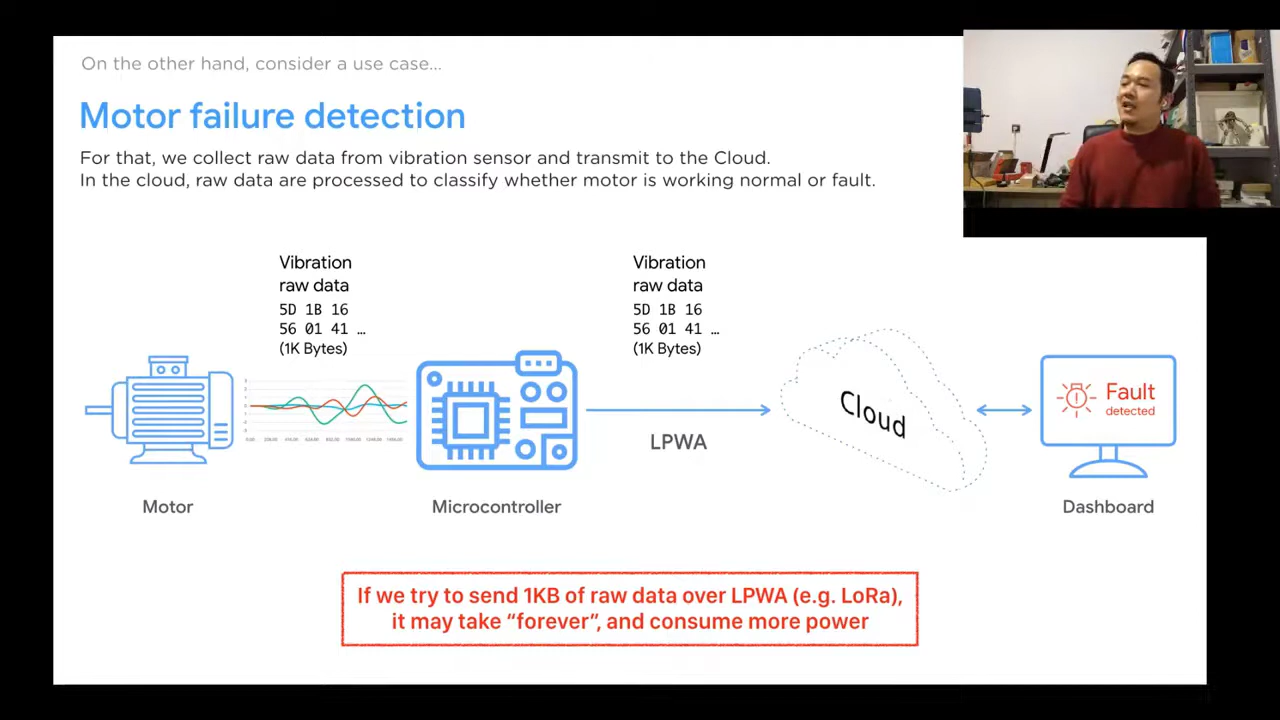 On the other hand, consider a use case...
Motor failure detection
For that, we collect raw data from vibration sensor and transmit to the Cloud.
In the cloud, raw data are processed to classify whether motor is working normal or fault.
Vibration
raw data
5D 1B 16
56 01 41 ...
(1K Bytes)
Vibration
raw data
5D 1B 16
56 01 41 ...
(1K Bytes)
Cloud
Fault
detected
LPWA
Motor
Microcontroller
Dashboard
If we try to send 1KB of raw data over LPWA (e.g. LoRa),
it may take “forever”, and consume more power